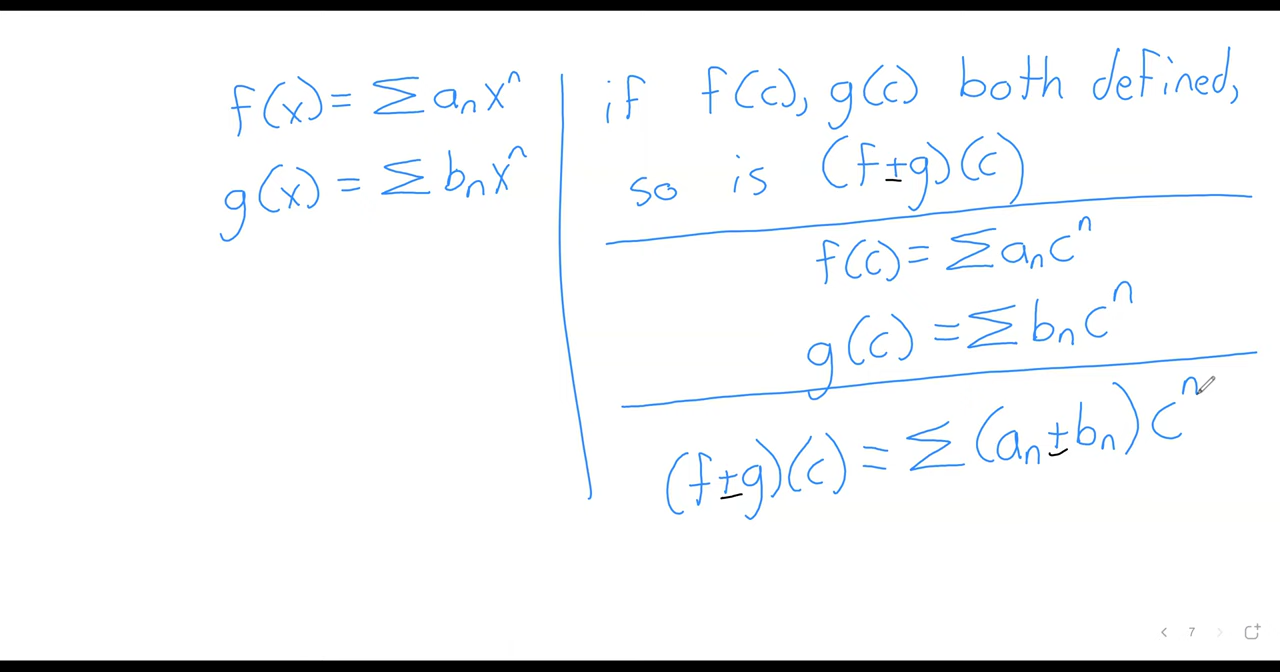 f(x) = ∑ aₙxⁿ
g(x) = ∑ bₙxⁿ
if f(c), g(c) both defined,
so is (f±g)(c)
f(c) = ∑ aₙcⁿ
g(c) = ∑ bₙcⁿ
(f±g)(c) = ∑ (aₙ±bₙ)cⁿ
< 7 >